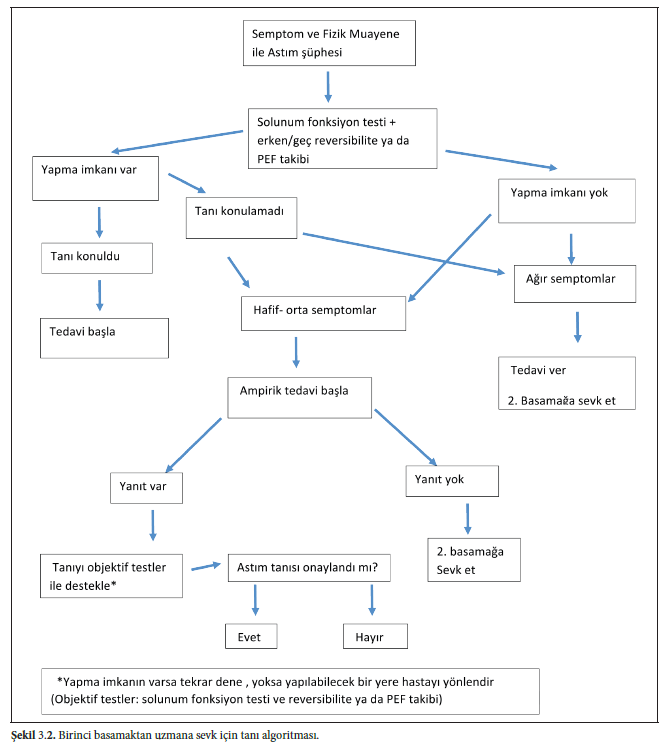 Semptom ve Fizik Muayene
ile Astım şüphesi
Solunum fonksiyon testi +
erken/geç reversibilite ya da
PEF takibi
Yapma imkanı var
Yapma imkanı yok
Tanı konulamadı
Tanı konuldu
Ağır semptomlar
Hafif- orta semptomlar
Tedavi başla
Tedavi ver
2. Basamağa sevk et
Ampirik tedavi başla
Yanıt var
Yanıt yok
Tanıyı objektif testler
ile destekle*
Astım tanısı onaylandı mı?
2. basamağa
Sevk et
Evet
Hayır
*Yapma imkanın varsa tekrar dene , yoksa yapılabilecek bir yere hastayı yönlendir
(Objektif testler: solunum fonksiyon testi ve reversibilite ya da PEF takibi)
Şekil 3.2. Birinci basamaktan uzmana sevk için tanı algoritması.